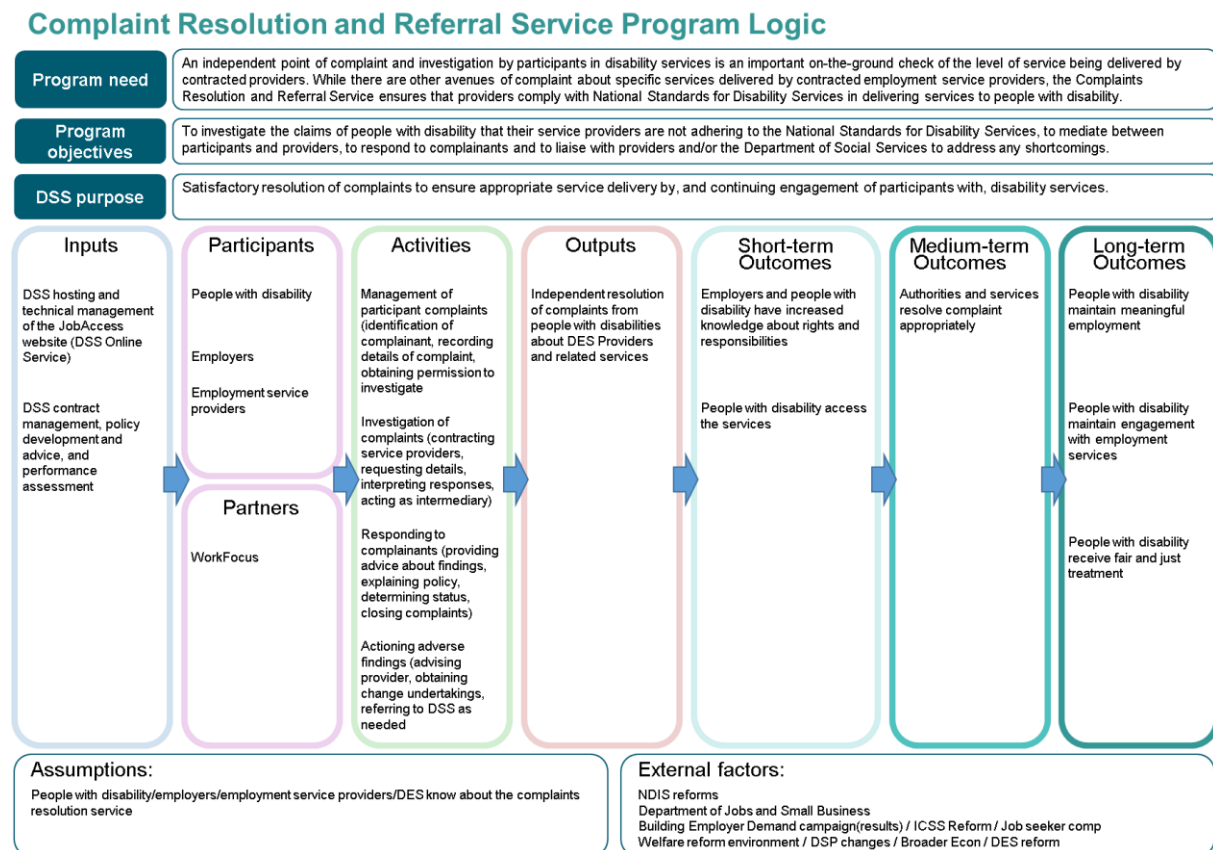 Complaint Resolution and Referral Service Program Logic
Program need
An independent point of complaint and investigation by participants in disability services is an important on-the-ground check of the level of service being delivered by
contracted providers. While there are other avenues of complaint about specific services delivered by contracted employment service providers, the Complaints
Resolution and Referral Service ensures that providers comply with National Standards for Disability Services in delivering services to people with disability.
Program
objectives
To investigate the claims of people with disability that their service providers are not adhering to the National Standards for Disability Services, to mediate between
participants and providers, to respond to complainants and to liaise with providers and/or the Department of Social Services to address any shortcomings.
DSS purpose
Satisfactory resolution of complaints to ensure appropriate service delivery by, and continuing engagement of participants with, disability services.
Inputs
DSS hosting and
technical management
of the JobAccess
website (DSS Online
Service)
DSS contract
management, policy
development and
advice, and
performance
assessment
Participants
People with disability
Employers
Employment service
providers
Partners
WorkFocus
Activities
Management of
participant complaints
(identification of
complainant, recording
details of complaint,
obtaining permission to
investigate
Investigation of
complaints (contracting
service providers,
requesting details,
interpreting responses,
acting as intermediary)
Responding to
complainants (providing
advice about findings,
explaining policy,
determining status,
closing complaints)
Actioning adverse
findings (advising
provider, obtaining
change undertakings,
referring to DSS as
needed
Outputs
Independent resolution
of complaints from
people with disabilities
about DES Providers
and related services
Short-term
Outcomes
Employers and people with
disability have increased
knowledge about rights and
responsibilities
People with disability access
the services
Medium-term
Outcomes
Authorities and services
resolve complaint
appropriately
Long-term
Outcomes
People with disability
maintain meaningful
employment
People with disability
maintain engagement
with employment
services
People with disability
receive fair and just
treatment
Assumptions:
People with disability/employers/employment service providers/DES know about the complaints
resolution service
External factors:
NDIS reforms
Department of Jobs and Small Business
Building Employer Demand campaign(results) / ICSS Reform / Job seeker comp
Welfare reform environment / DSP changes / Broader Econ / DES reform